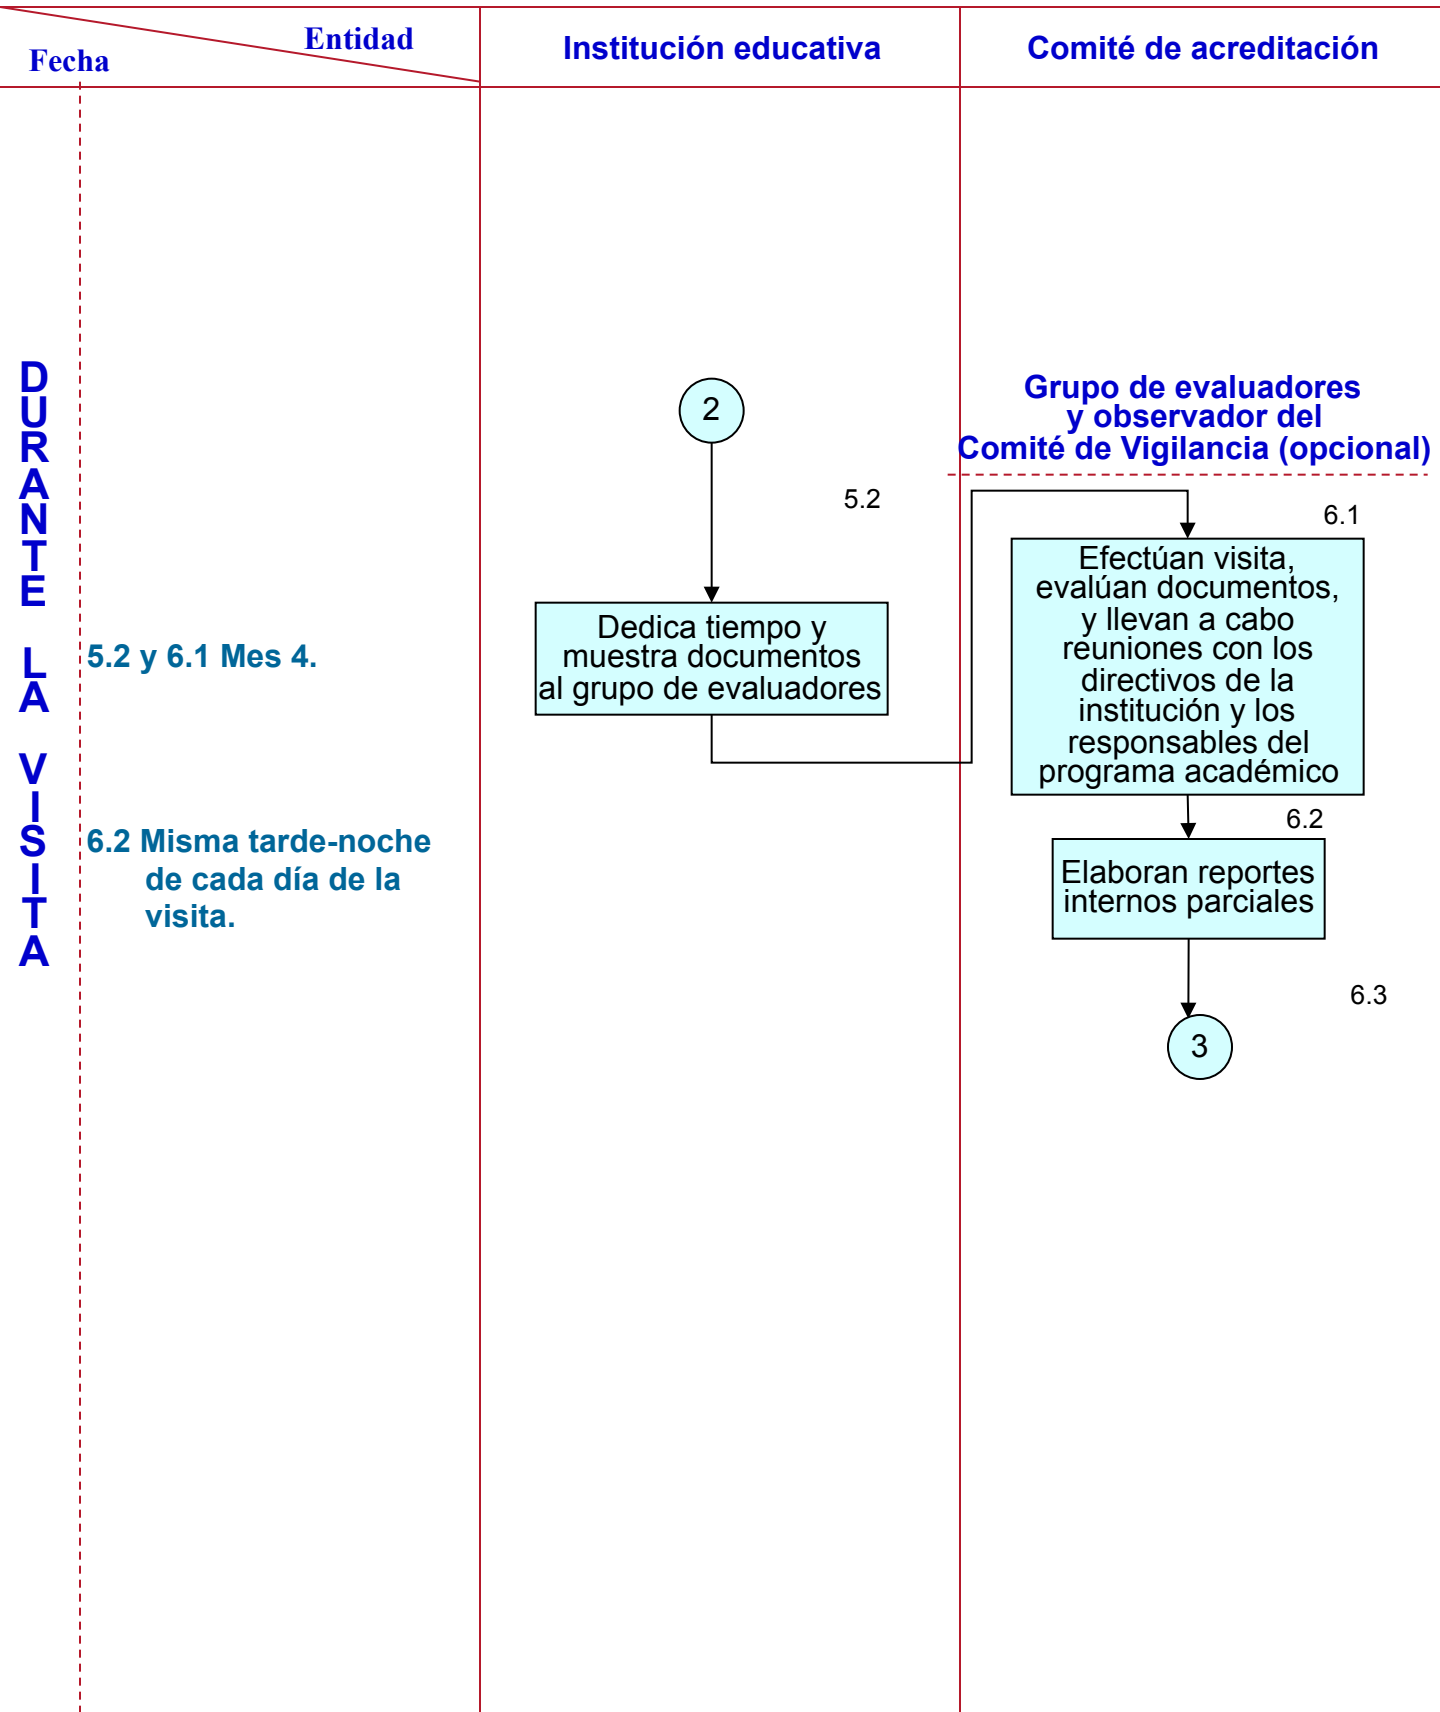 Entidad
Fecha
Institución educativa
Comité de acreditación
DURANTE LA VISITA
5.2 y 6.1 Mes 4.
6.2 Misma tarde-noche
de cada día de la
visita.
2
5.2
Dedica tiempo y
muestra documentos
al grupo de evaluadores
Grupo de evaluadores
y observador del
Comité de Vigilancia (opcional)
6.1
Efectúan visita,
evalúan documentos,
y llevan a cabo
reuniones con los
directivos de la
institución y los
responsables del
programa académico
6.2
Elaboran reportes
internos parciales
6.3
3